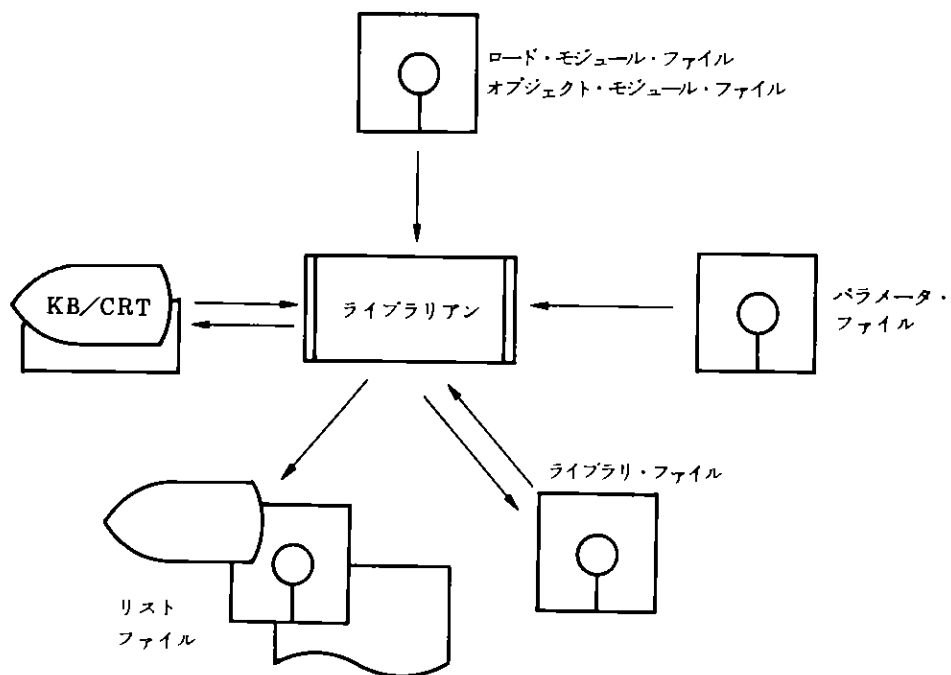 ロード・モジュール・ファイル
オブジェクト・モジュール・ファイル
KB/CRT
ライブラリアン
パラメータ・
ファイル
ライブラリ・ファイル
リスト
ファイル